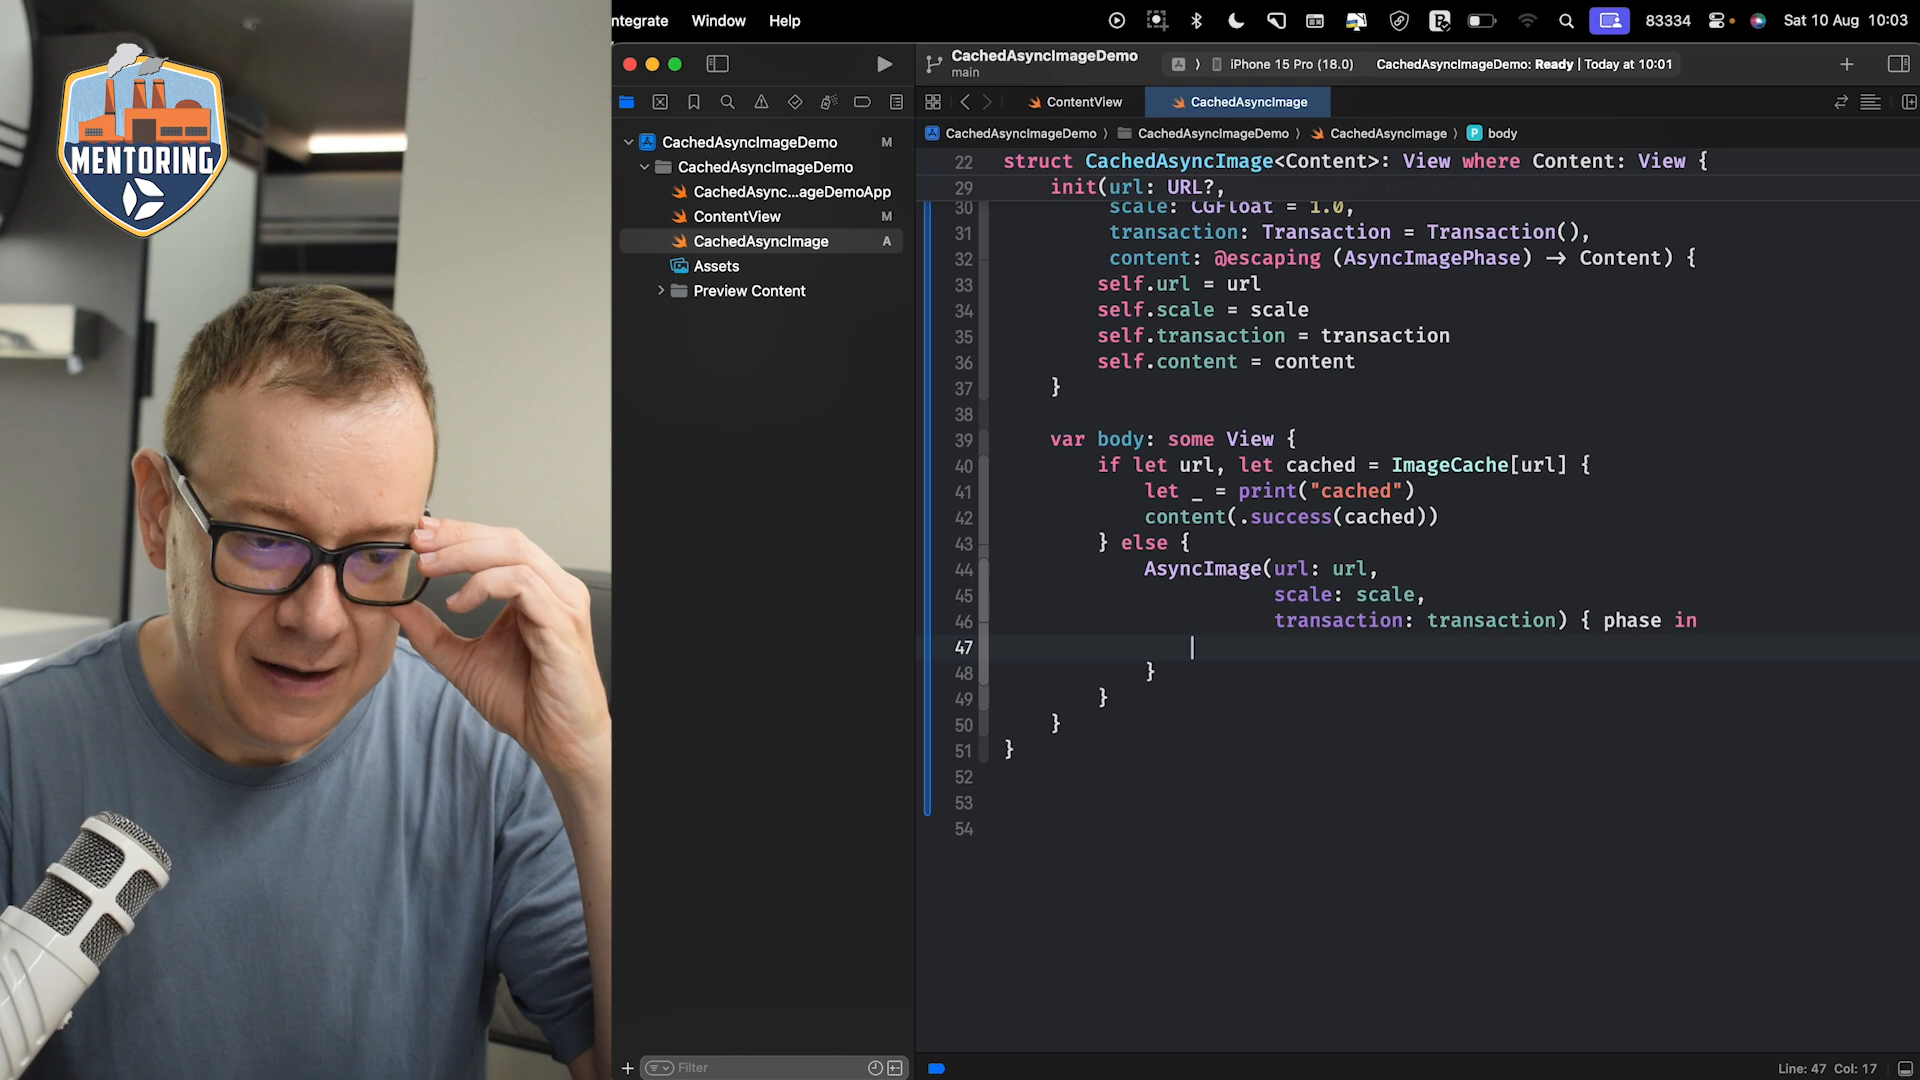 MENTORING
ntegrate Window Help
83334 Sat 10 Aug 10:03
CachedAsyncImageDemo
main
iPhone 15 Pro (18.0) CachedAsyncImageDemo: Ready | Today at 10:01
ContentView CachedAsyncImage
CachedAsyncImageDemo CachedAsyncImageDemo CachedAsyncImage P body
CachedAsyncImageDemo M
CachedAsyncImageDemo
CachedAsync...ageDemoApp
ContentView M
CachedAsyncImage A
Assets
Preview Content
22 struct CachedAsyncImage<Content>: View where Content: View {
29 init(url: URL?,
30 scale: CGFloat = 1.0,
31 transaction: Transaction = Transaction(),
32 content: @escaping (AsyncImagePhase) -> Content) {
33 self.url = url
34 self.scale = scale
35 self.transaction = transaction
36 self.content = content
37 }
38
39 var body: some View {
40 if let url, let cached = ImageCache[url] {
41 let _ = print("cached")
42 content(.success(cached))
43 } else {
44 AsyncImage(url: url,
45 scale: scale,
46 transaction: transaction) { phase in
47
48 }
49 }
50 }
51 }
52
53
54
Filter
Line: 47 Col: 17